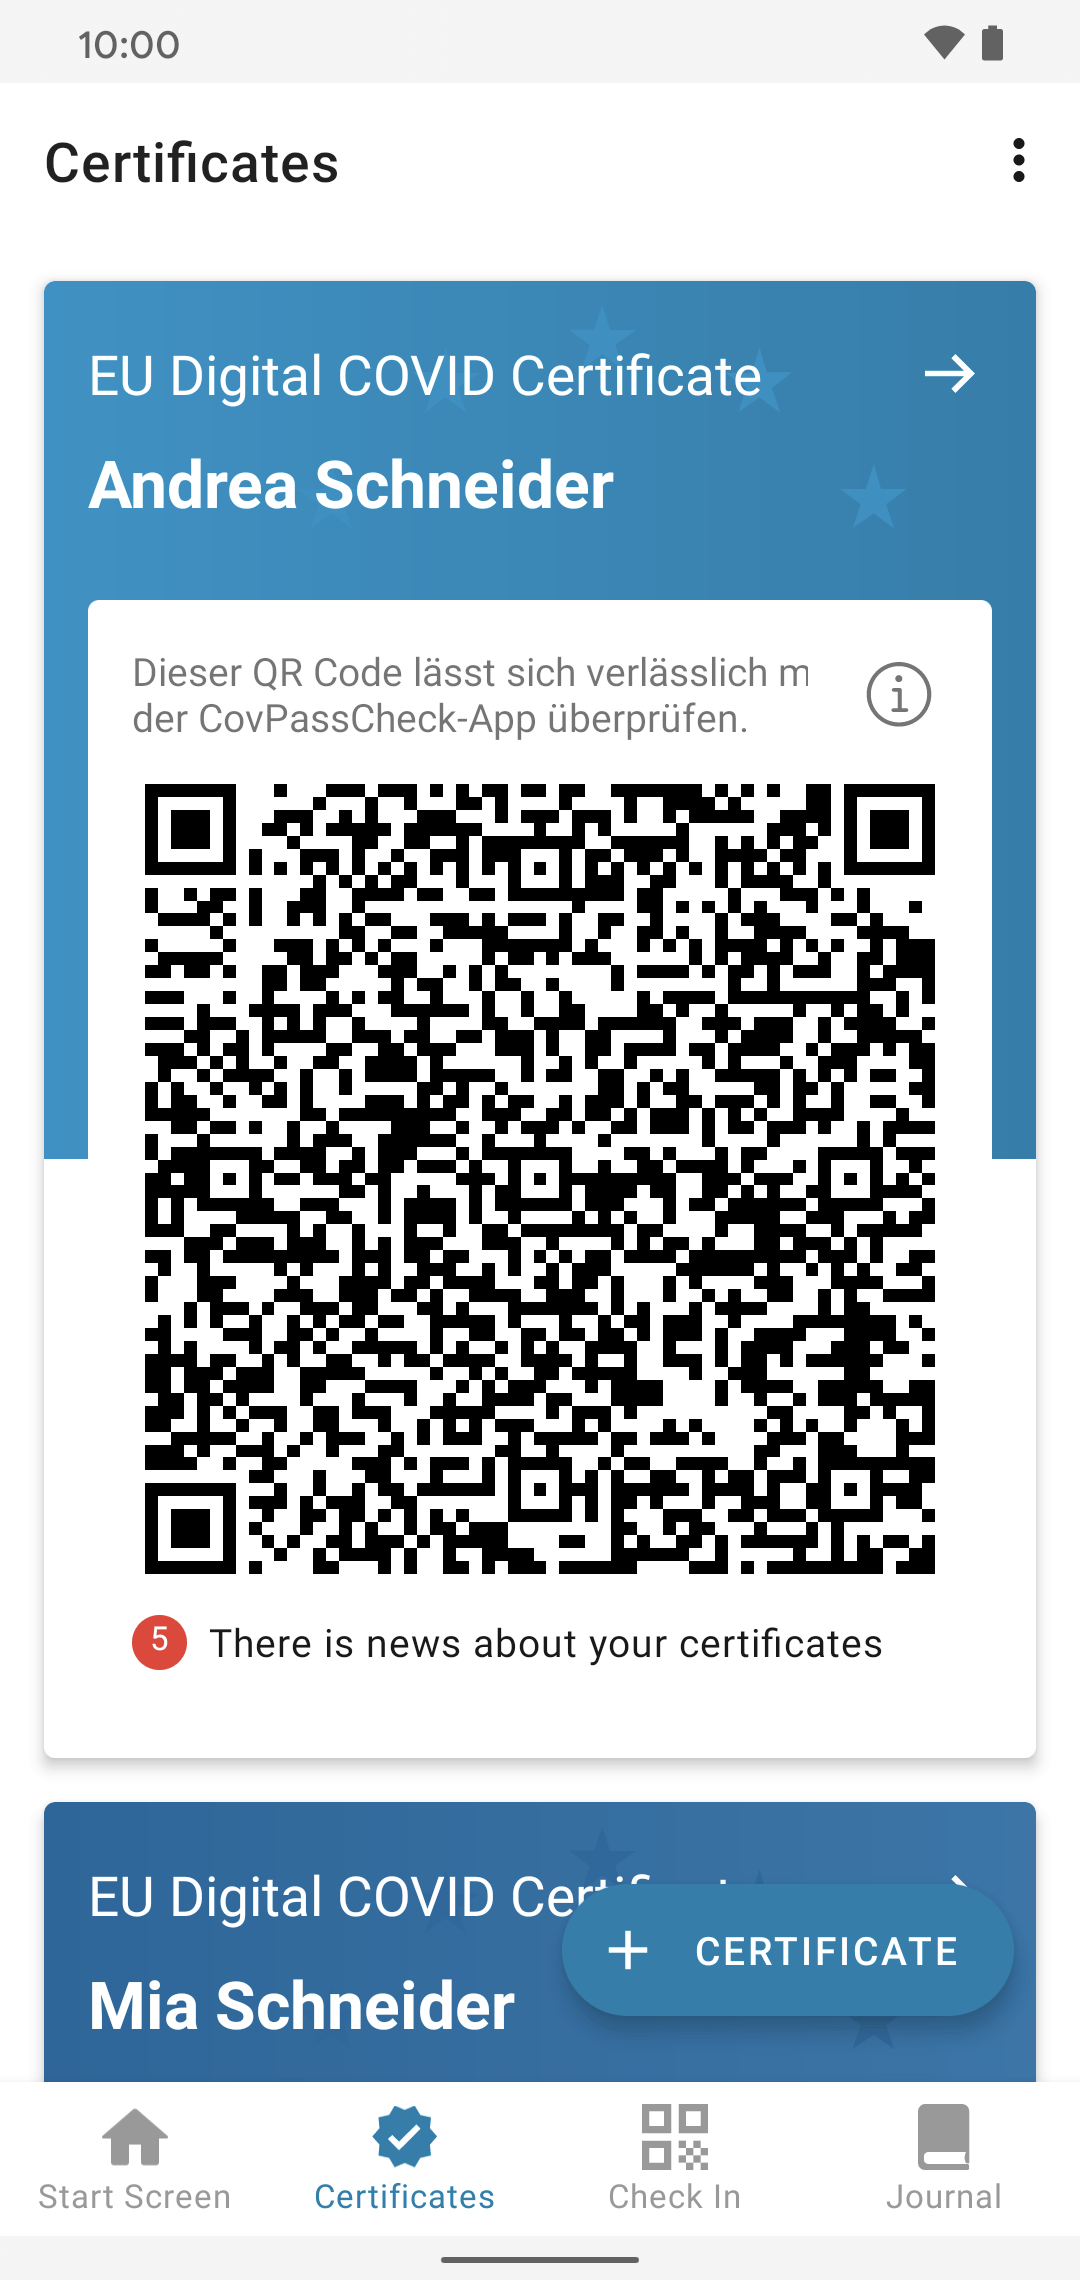 10:00
Certificates
EU Digital COVID Certificate
Andrea Schneider
Dieser QR Code lässt sich verlässlich
der CovPassCheck-App überprüfen.
5 There is news about your certificates
EU Digital COVID
Mia Schneider
CERTIFICATE
Start Screen
Certificates
Check In
Journal